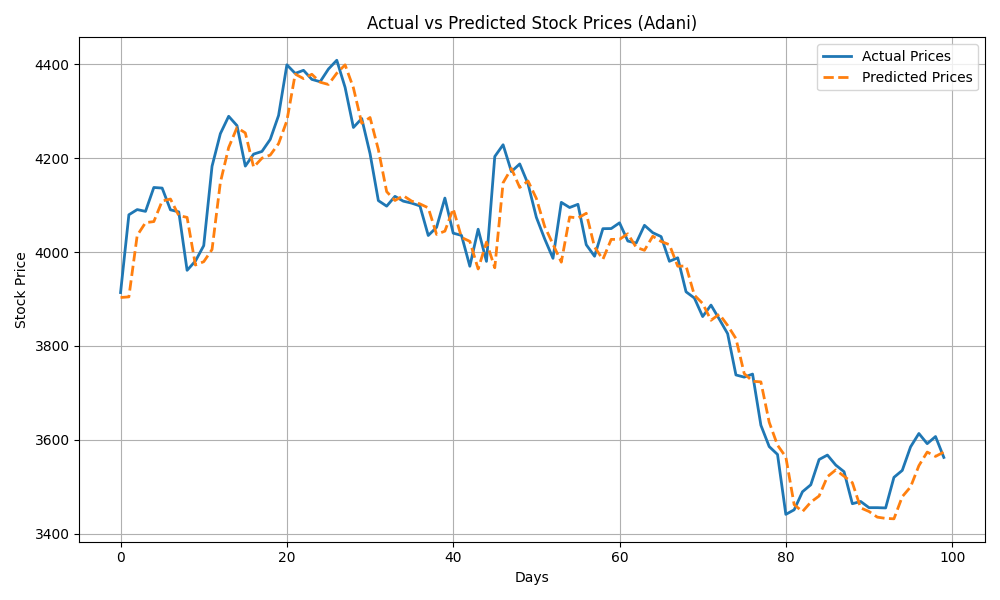 Actual vs Predicted Stock Prices (Adani)
Actual Prices
Predicted Prices
Stock Price
4400
4200
4000
3800
3600
3400
0
20
40
60
80
100
Days